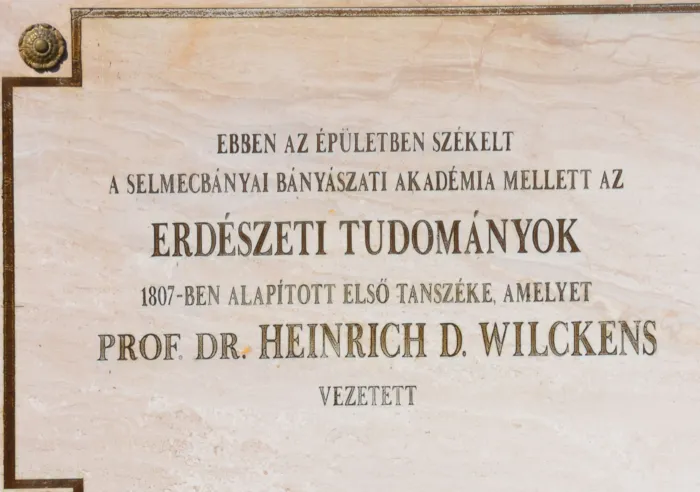 EBBEN AZ ÉPÜLETBEN SZÉKELT
A SELMECBÁNYAI BÁNYÁSZATI AKADÉMIA MELLETT AZ
ERDÉSZETI TUDOMÁNYOK
1807-BEN ALAPÍTOTT ELSŐ TANSZÉKE, AMELYET
PROF. DR. HEINRICH D. WILCKENS
VEZETETT